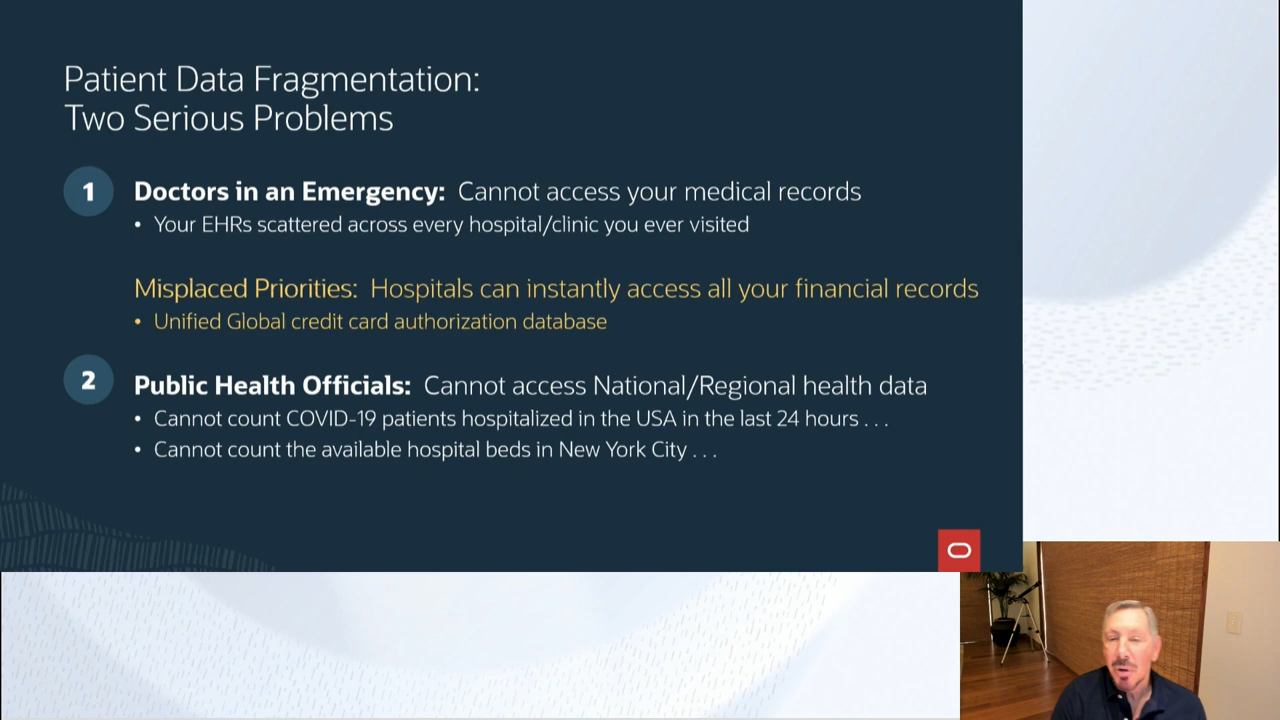 Patient Data Fragmentation:
Two Serious Problems
1 Doctors in an Emergency: Cannot access your medical records
• Your EHRs scattered across every hospital/clinic you ever visited
Misplaced Priorities: Hospitals can instantly access all your financial records
• Unified Global credit card authorization database
2 Public Health Officials: Cannot access National/Regional health data
• Cannot count COVID-19 patients hospitalized in the USA in the last 24 hours . . .
• Cannot count the available hospital beds in New York City . . .